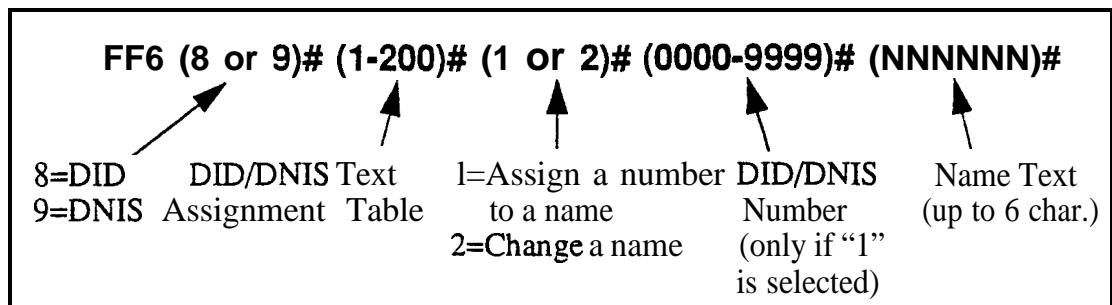 FF6 (8 or 9)# (1-200)# (1 or 2)# (0000-9999)# (NNNNNN)#
8=DID
9=DNIS
DID/DNIS Text
Assignment Table
1=Assign a number
to a name
2=Change a name
DID/DNIS
Number
(only if “1”
is selected)
Name Text
(up to 6 char.)